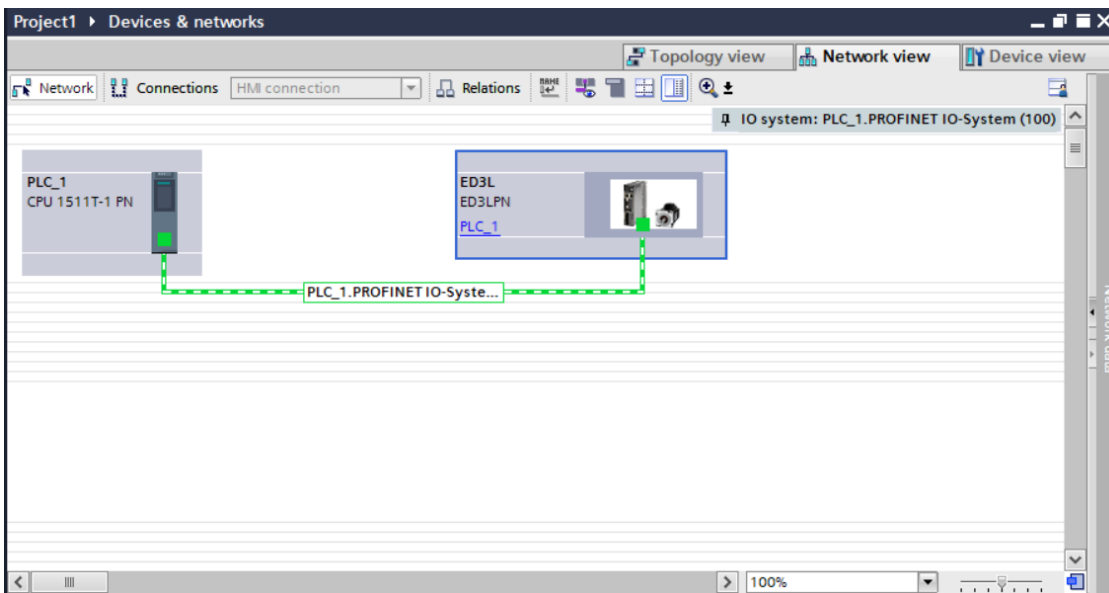 Project1 ▸ Devices & networks
Topology view Network view Device view
Network Connections HMI connection Relations
IO system: PLC_1.PROFINET IO-System (100)
PLC_1
CPU 1511T-1 PN
ED3L
ED3LPN
PLC_1
PLC_1.PROFINET IO-Syste...
100%